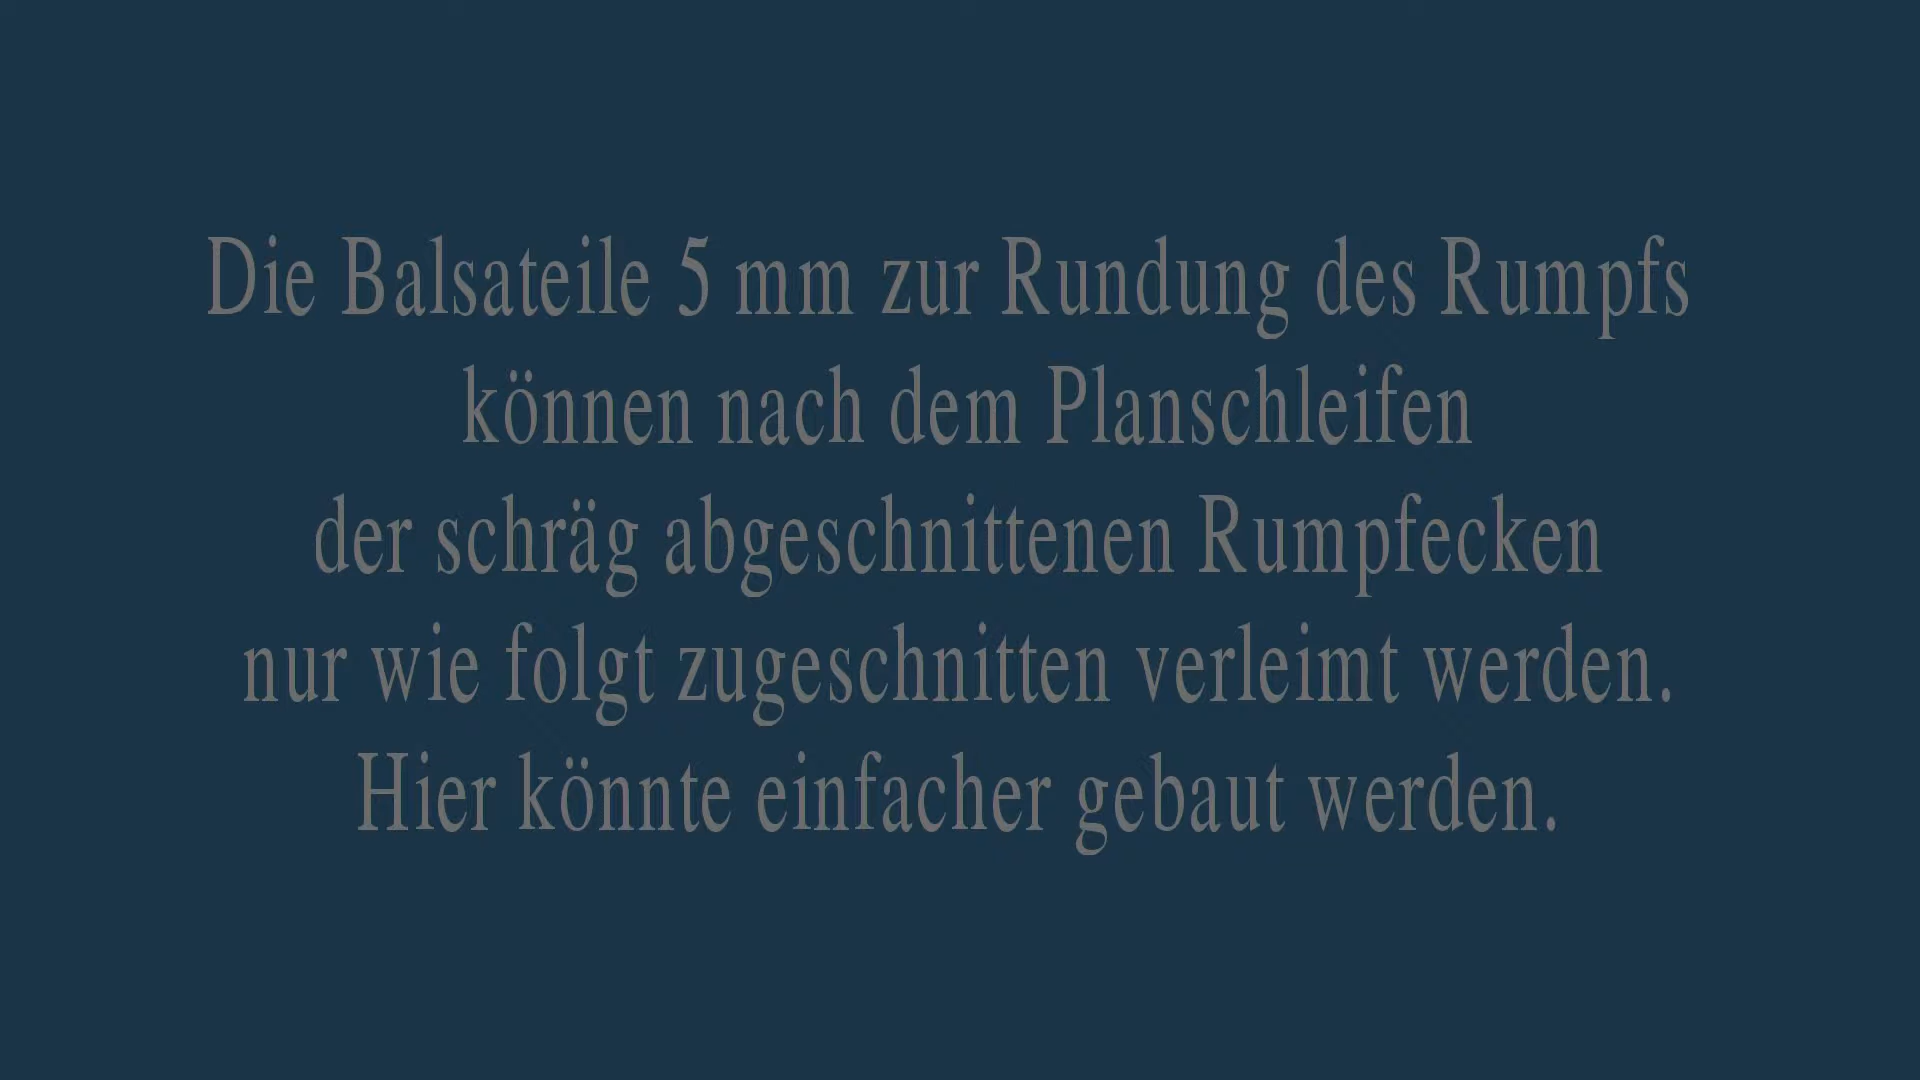 Die Balsateile 5 mm zur Rundung des Rumpfs
können nach dem Planschleifen
der schräg abgeschnittenen Rumpfecken
nur wie folgt zugeschnitten verleimt werden.
Hier könnte einfacher gebaut werden.